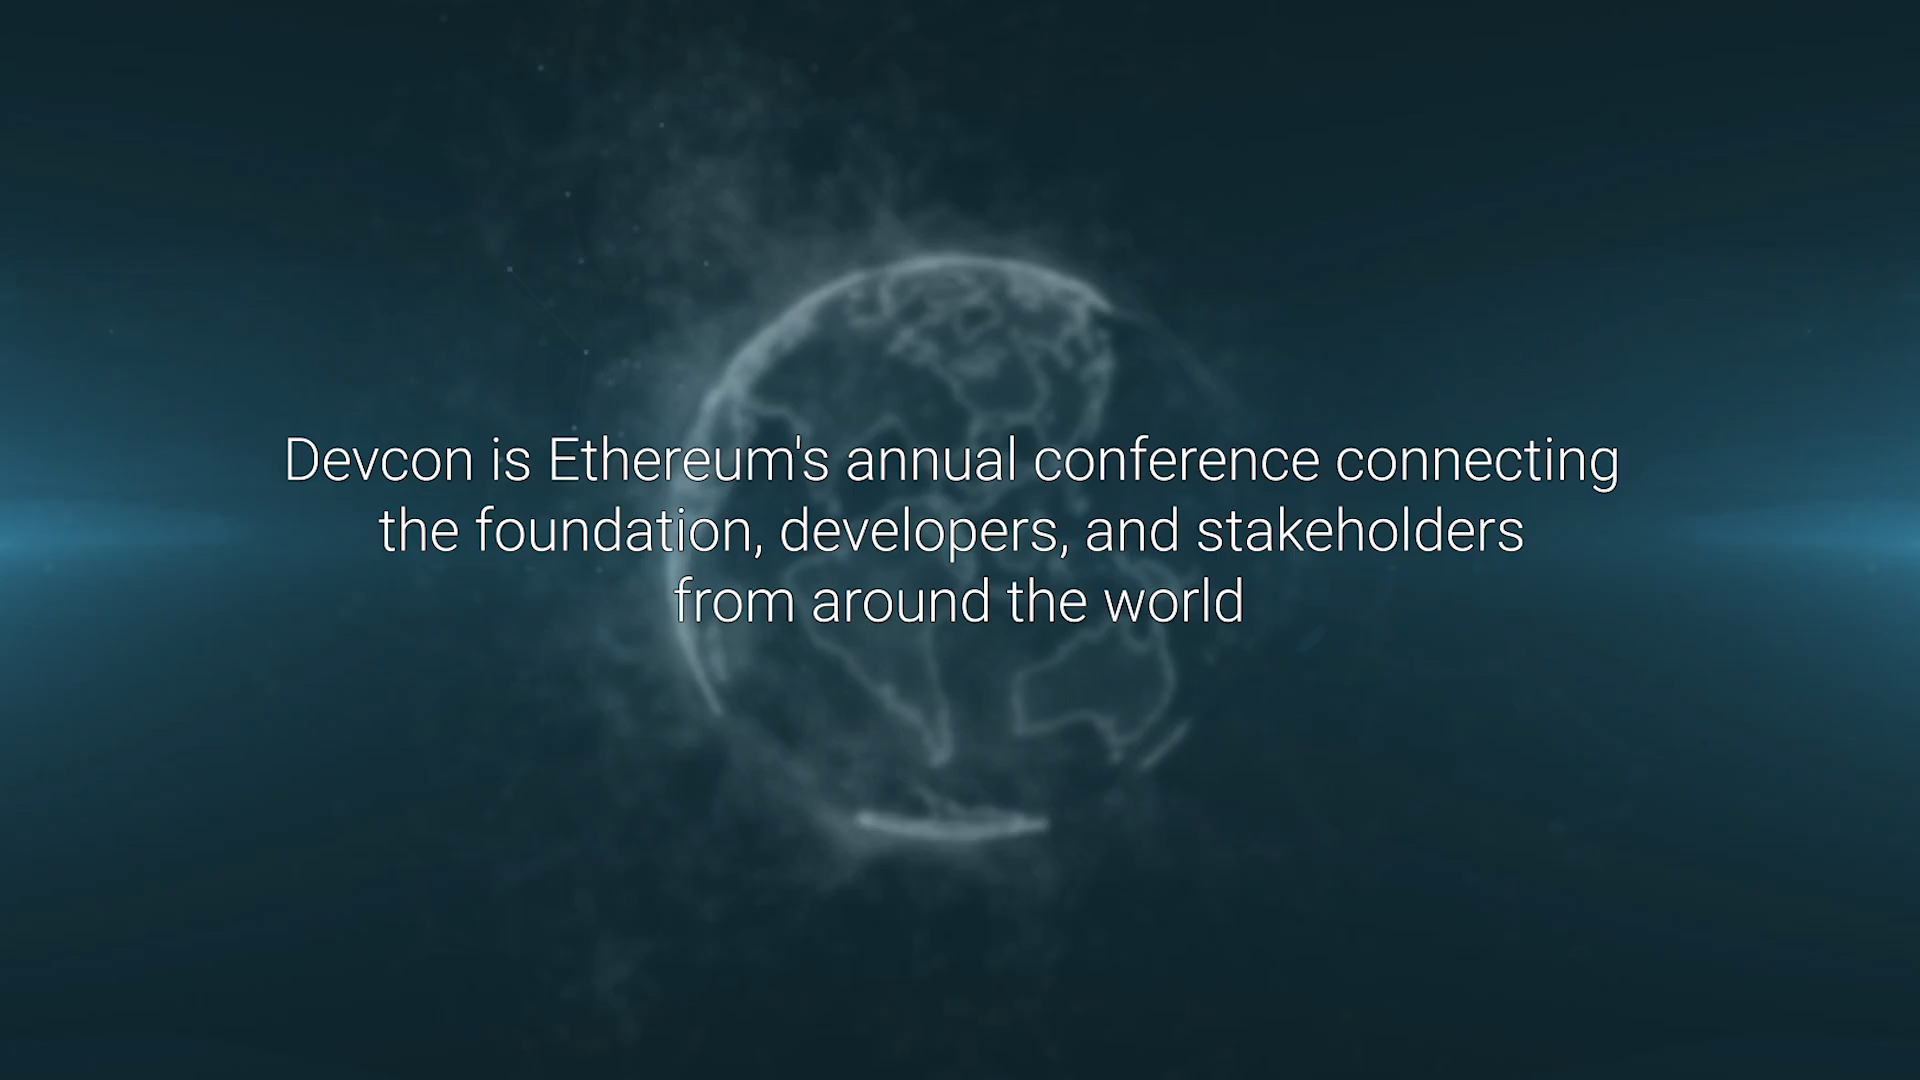 Devcon is Ethereum's annual conference connecting
the foundation, developers, and stakeholders
from around the world